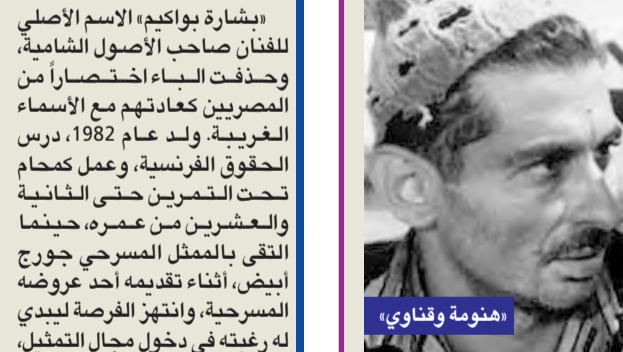 «بشارة بواكيم» الاسم الأصلي
للفنان صاحب الأصول الشامية،
وحذفت الباء اختصاراً من
المصريين كعادتهم مع الأسماء
الغريبة. ولد عام 1982، درس
الحقوق الفرنسية، وعمل كمحام
تحت التمرين حتى الثانية
والعشرين من عمره، حينما
التقى بالممثل المسرحي جورج
أبيض، أثناء تقديمه أحد عروضه
المسرحية، وانتهز الفرصة ليبدي
له رغبته في دخول مجال التمثيل،
«هنومة وقناوي»